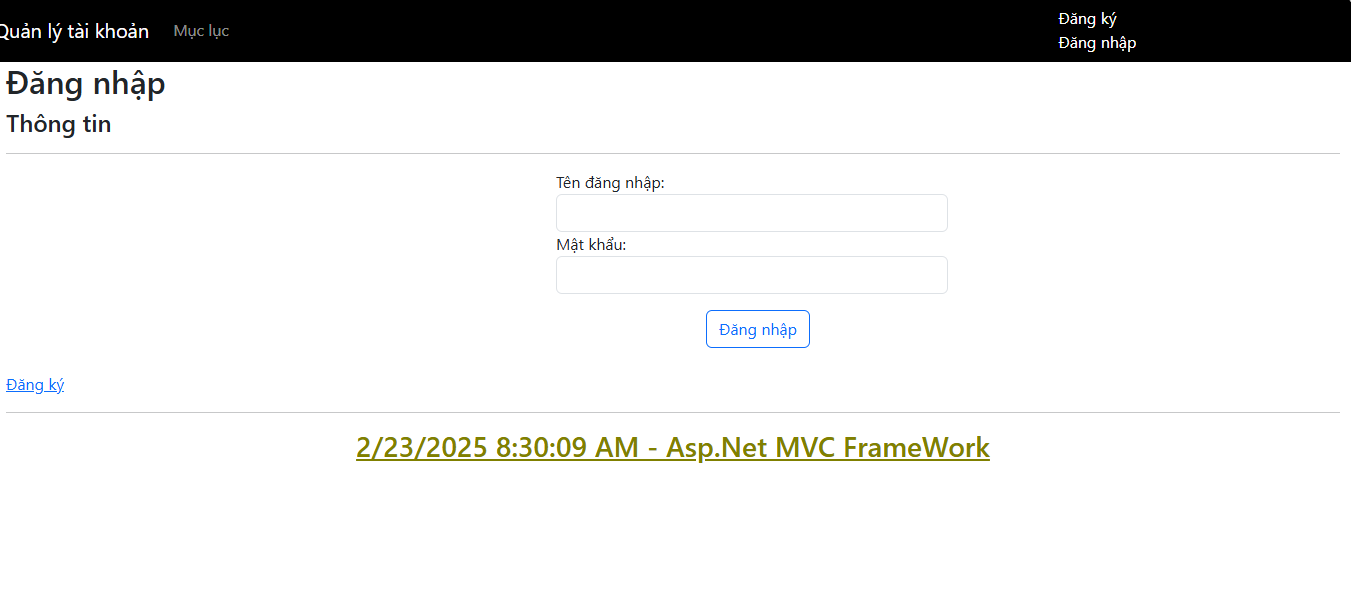 Quản lý tài khoản Mục lục
Đăng ký
Đăng nhập
Đăng nhập
Thông tin
Tên đăng nhập:
Mật khẩu:
Đăng nhập
Đăng ký
2/23/2025 8:30:09 AM - Asp.Net MVC FrameWork